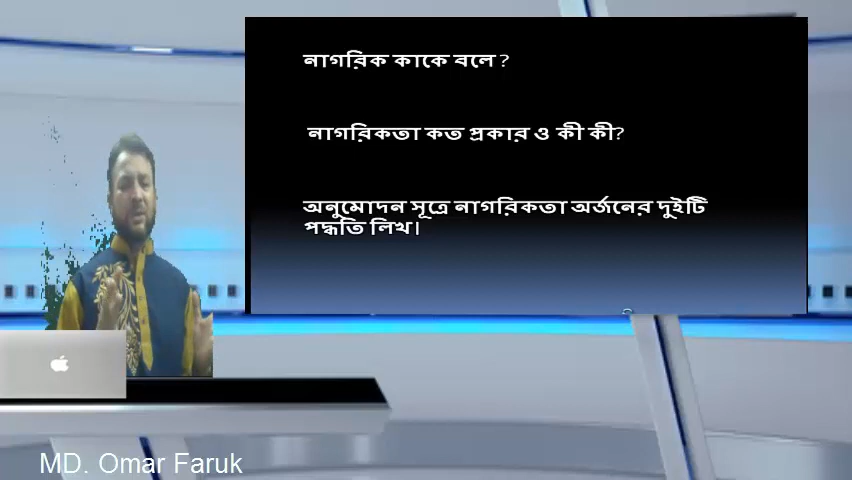 নাগরিক কাকে বলে ?
নাগরিকতা কত প্রকার ও কী কী?
অনুমোদন সূত্রে নাগরিকতা অর্জনের দুইটি
পদ্ধতি লিখ।
MD. Omar Faruk